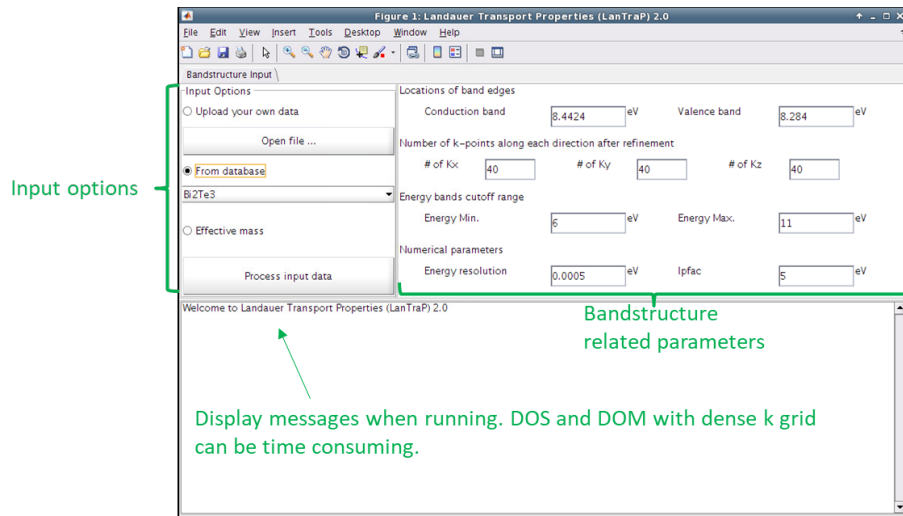 Figure 1: Landauer Transport Properties (LanTraP) 2.0
File Edit View Insert Tools Desktop Window Help
Bandstructure Input
Input Options
Upload your own data
Open file ...
From database
Bi2Te3
Effective mass
Process input data
Locations of band edges
Conduction band 8.4424 eV Valence band 8.284 eV
Number of k-points along each direction after refinement
# of Kx 40 # of Ky 40 # of Kz 40
Energy bands cutoff range
Energy Min. 6 eV Energy Max. 11 eV
Numerical parameters
Energy resolution 0.0005 eV Ipfac 5 eV
Input options
Welcome to Landauer Transport Properties (LanTraP) 2.0
Bandstructure
related parameters
Display messages when running. DOS and DOM with dense k grid
can be time consuming.